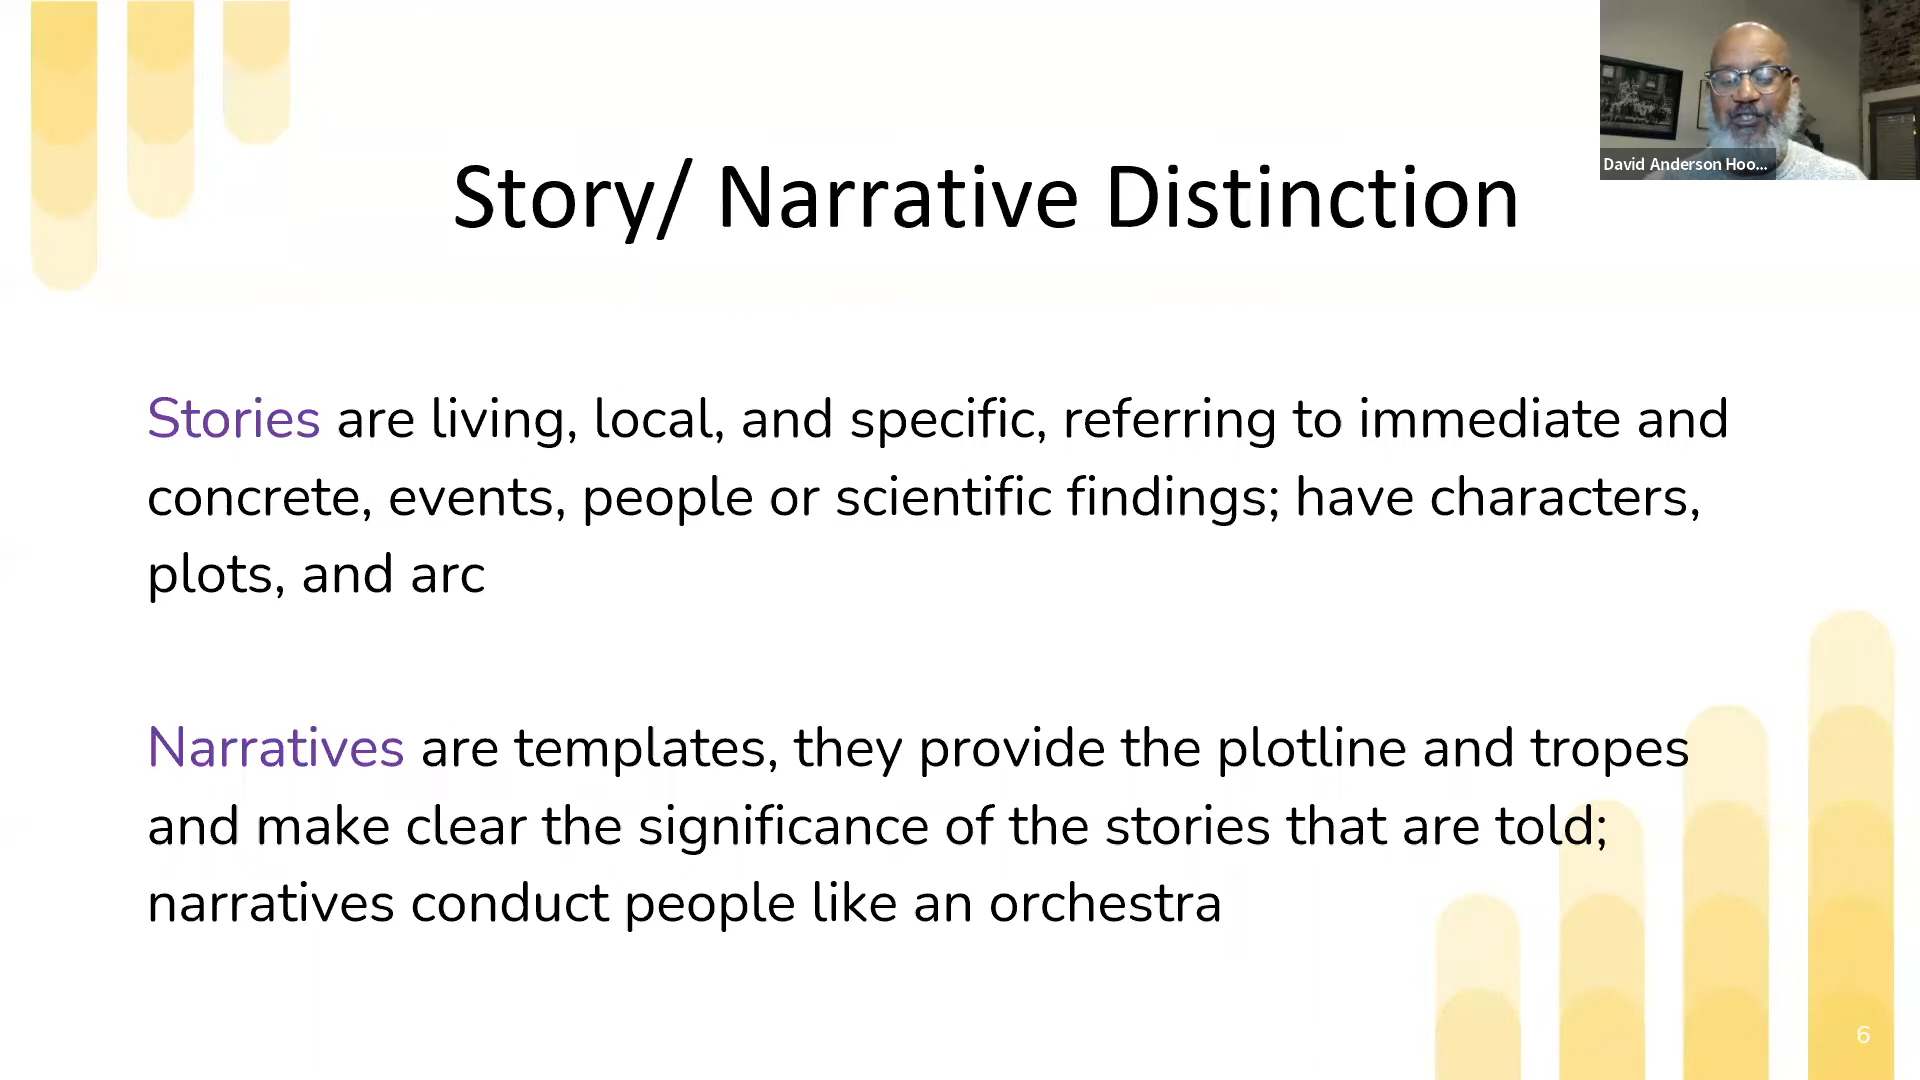 David Anderson Hoo...
Story/ Narrative Distinction
Stories are living, local, and specific, referring to immediate and
concrete, events, people or scientific findings; have characters,
plots, and arc
Narratives are templates, they provide the plotline and tropes
and make clear the significance of the stories that are told;
narratives conduct people like an orchestra
6